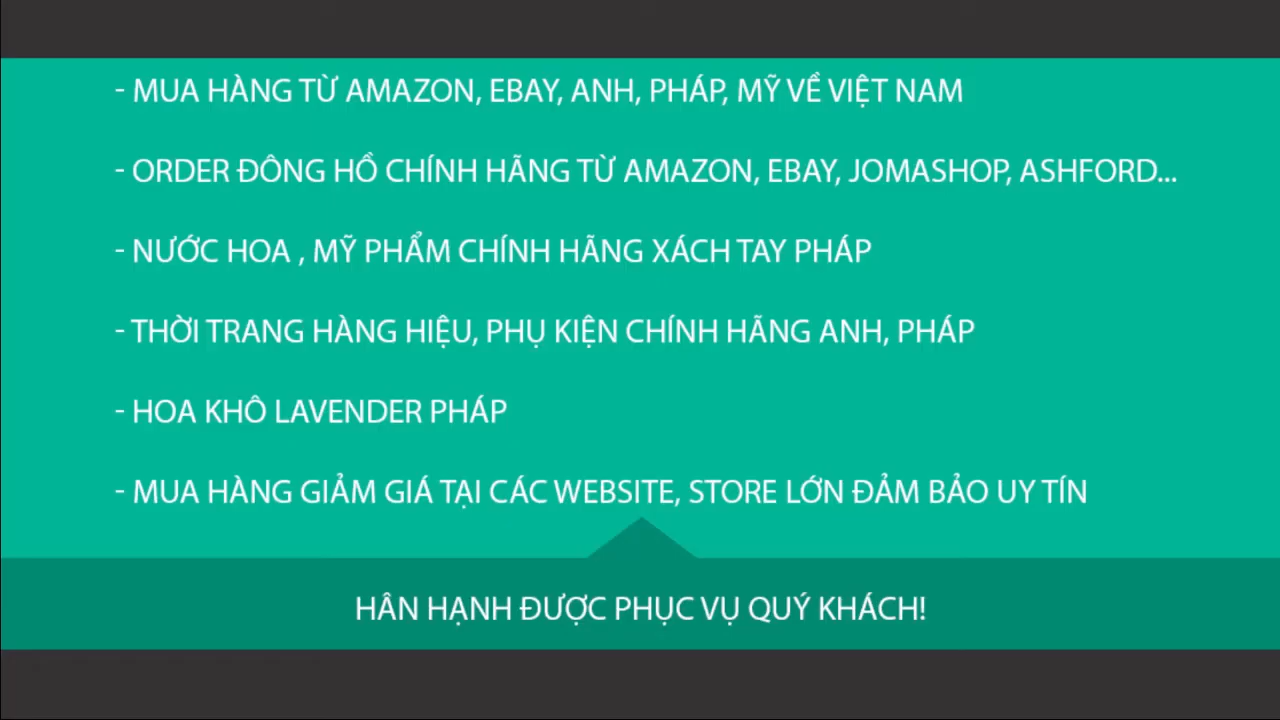 - MUA HÀNG TỪ AMAZON, EBAY, ANH, PHÁP, MỸ VỀ VIỆT NAM
- ORDER ĐÔNG HỒ CHÍNH HÃNG TỪ AMAZON, EBAY, JOMASHOP, ASHFORD...
- NƯỚC HOA , MỸ PHẨM CHÍNH HÃNG XÁCH TAY PHÁP
- THỜI TRANG HÀNG HIỆU, PHỤ KIỆN CHÍNH HÃNG ANH, PHÁP
- HOA KHÔ LAVENDER PHÁP
- MUA HÀNG GIẢM GIÁ TẠI CÁC WEBSITE, STORE LỚN ĐẢM BẢO UY TÍN
HÂN HẠNH ĐƯỢC PHỤC VỤ QUÝ KHÁCH!